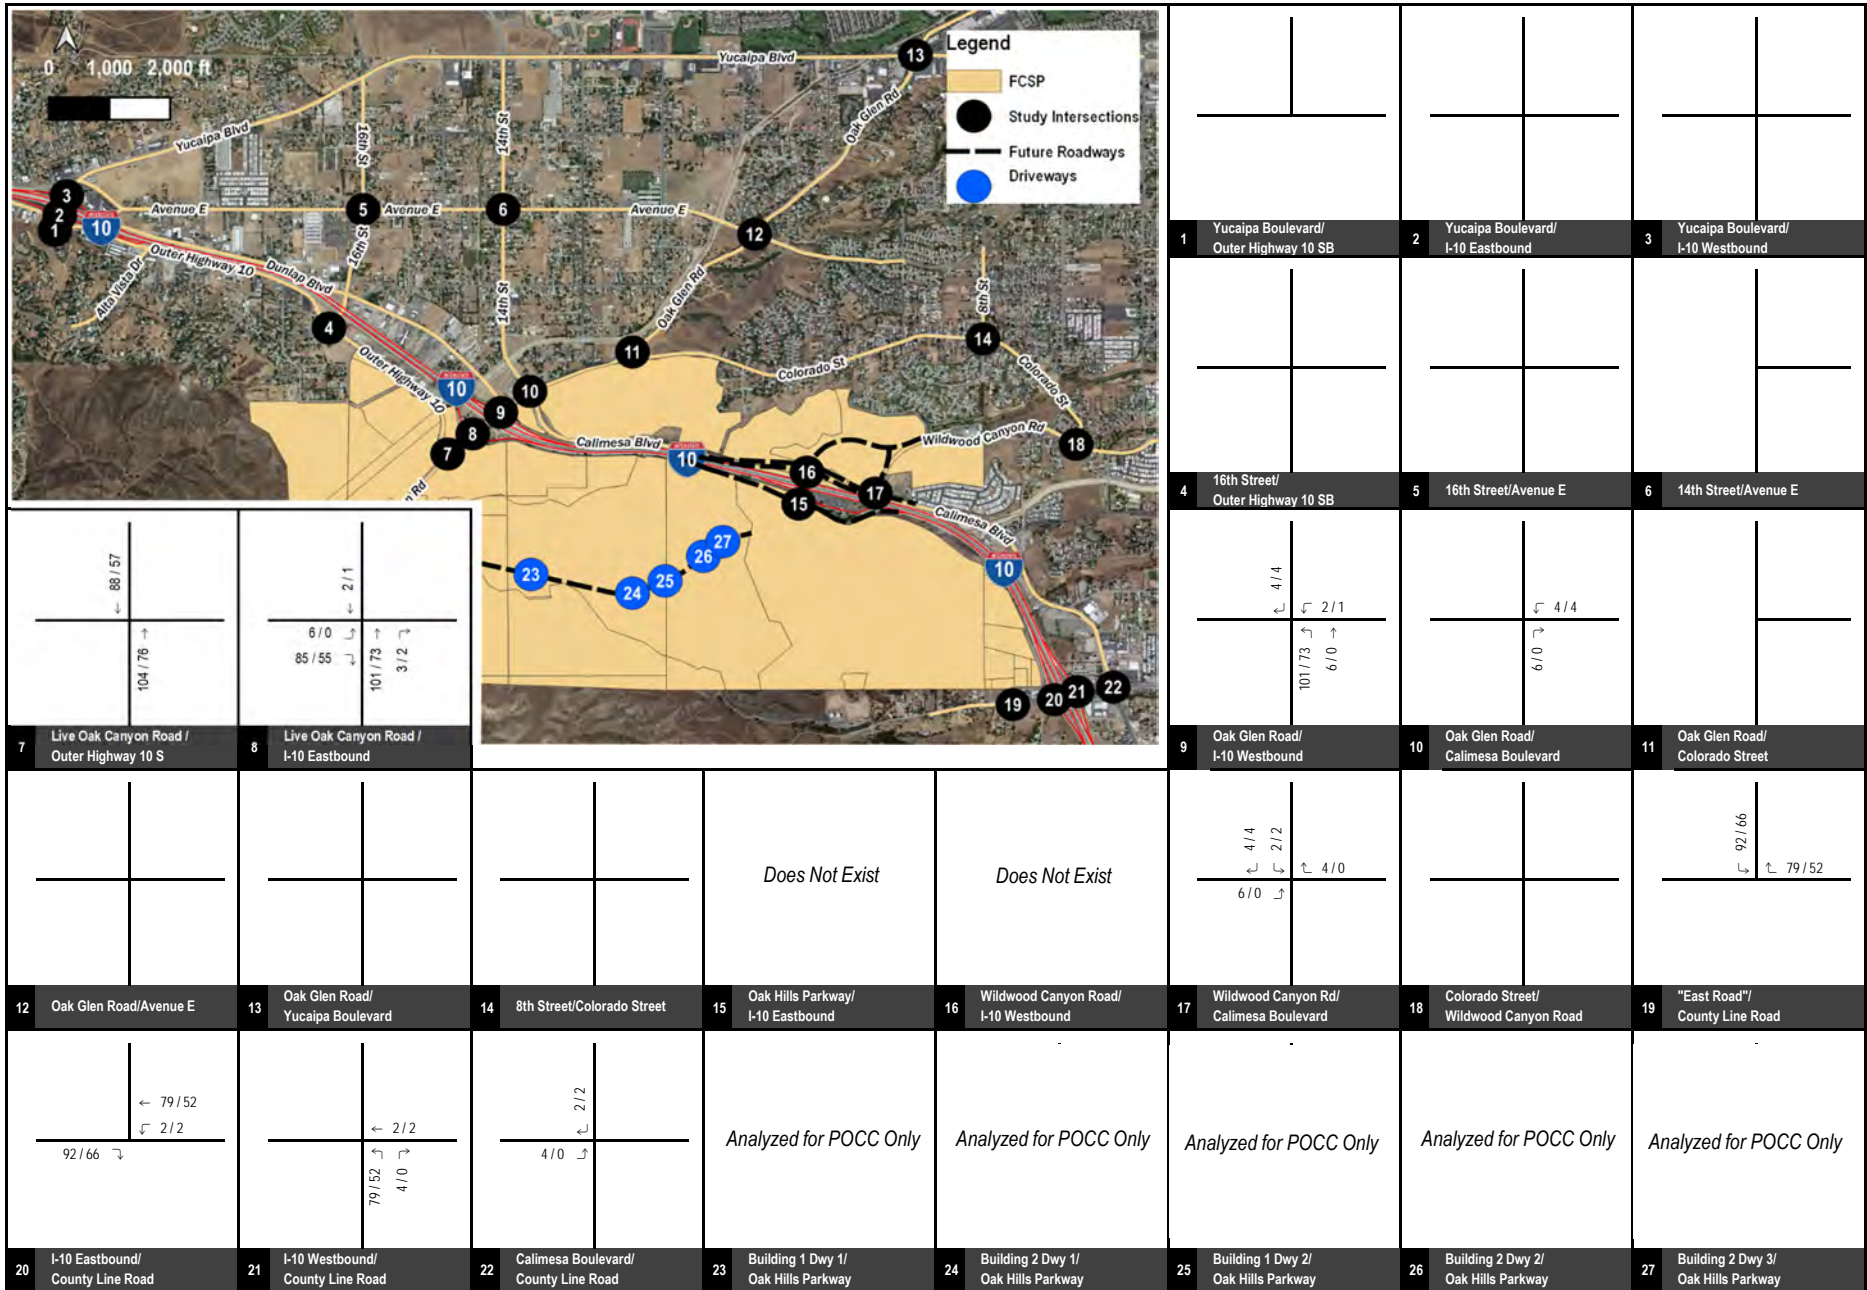 0 1,000 2,000 ft
Legend
FCSP
Study Intersections
Future Roadways
Driveways
Yucaipa Blvd
13
Oak Glen Rd
Yucaipa Blvd
16th St
14th St
3
2
1
10
Avenue E
5
Avenue E
6
Avenue E
12
Outer Highway 10
Alta Vista Dr
Dunlap Blvd
16th St
14th St
Oak Glen Rd
8th St
4
11
14
Outer Highway 10
10
Colorado St
Colorado St
10
9
8
7
Calimesa Blvd
10
Wildwood Canyon Rd
18
16
17
15
Calimesa Blvd
10
23
24
25
26
27
19
20
21
22
1 Yucaipa Boulevard/
Outer Highway 10 SB
2 Yucaipa Boulevard/
I-10 Eastbound
3 Yucaipa Boulevard/
I-10 Westbound
4 16th Street/
Outer Highway 10 SB
5 16th Street/Avenue E
6 14th Street/Avenue E
88 / 57
104 / 76
7 Live Oak Canyon Road /
Outer Highway 10 S
2 / 1
6 / 0
85 / 55
101 / 73
3 / 2
8 Live Oak Canyon Road /
I-10 Eastbound
4 / 4
2 / 1
101 / 73
6 / 0
9 Oak Glen Road/
I-10 Westbound
4 / 4
6 / 0
10 Oak Glen Road/
Calimesa Boulevard
11 Oak Glen Road/
Colorado Street
12 Oak Glen Road/Avenue E
13 Oak Glen Road/
Yucaipa Boulevard
14 8th Street/Colorado Street
Does Not Exist
15 Oak Hills Parkway/
I-10 Eastbound
Does Not Exist
16 Wildwood Canyon Road/
I-10 Westbound
4 / 4
2 / 2
4 / 0
6 / 0
17 Wildwood Canyon Rd/
Calimesa Boulevard
18 Colorado Street/
Wildwood Canyon Road
92 / 66
79 / 52
19 "East Road"/
County Line Road
79 / 52
2 / 2
92 / 66
20 I-10 Eastbound/
County Line Road
2 / 2
79 / 52
4 / 0
21 I-10 Westbound/
County Line Road
2 / 2
4 / 0
22 Calimesa Boulevard/
County Line Road
Analyzed for POCC Only
23 Building 1 Dwy 1/
Oak Hills Parkway
Analyzed for POCC Only
24 Building 2 Dwy 1/
Oak Hills Parkway
Analyzed for POCC Only
25 Building 1 Dwy 2/
Oak Hills Parkway
Analyzed for POCC Only
26 Building 2 Dwy 2/
Oak Hills Parkway
Analyzed for POCC Only
27 Building 2 Dwy 3/
Oak Hills Parkway